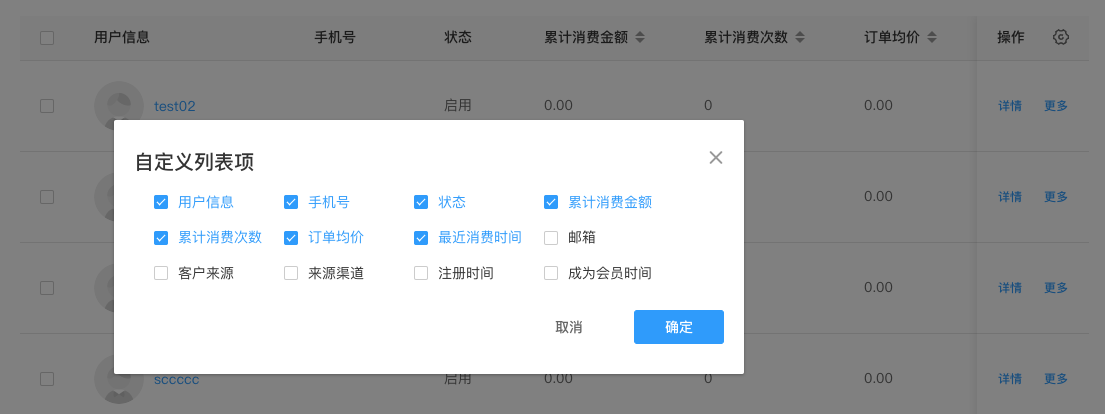 用户信息 手机号 状态 累计消费金额 累计消费次数 订单均价 操作
test02 启用 0.00 0 0.00 详情 更多
自定义列表项
0.00 详情 更多
用户信息 手机号 状态 累计消费金额
累计消费次数 订单均价 最近消费时间 邮箱
客户来源 来源渠道 注册时间 成为会员时间
0.00 详情 更多
取消 确定
sccccc 启用 0.00 0 0.00 详情 更多